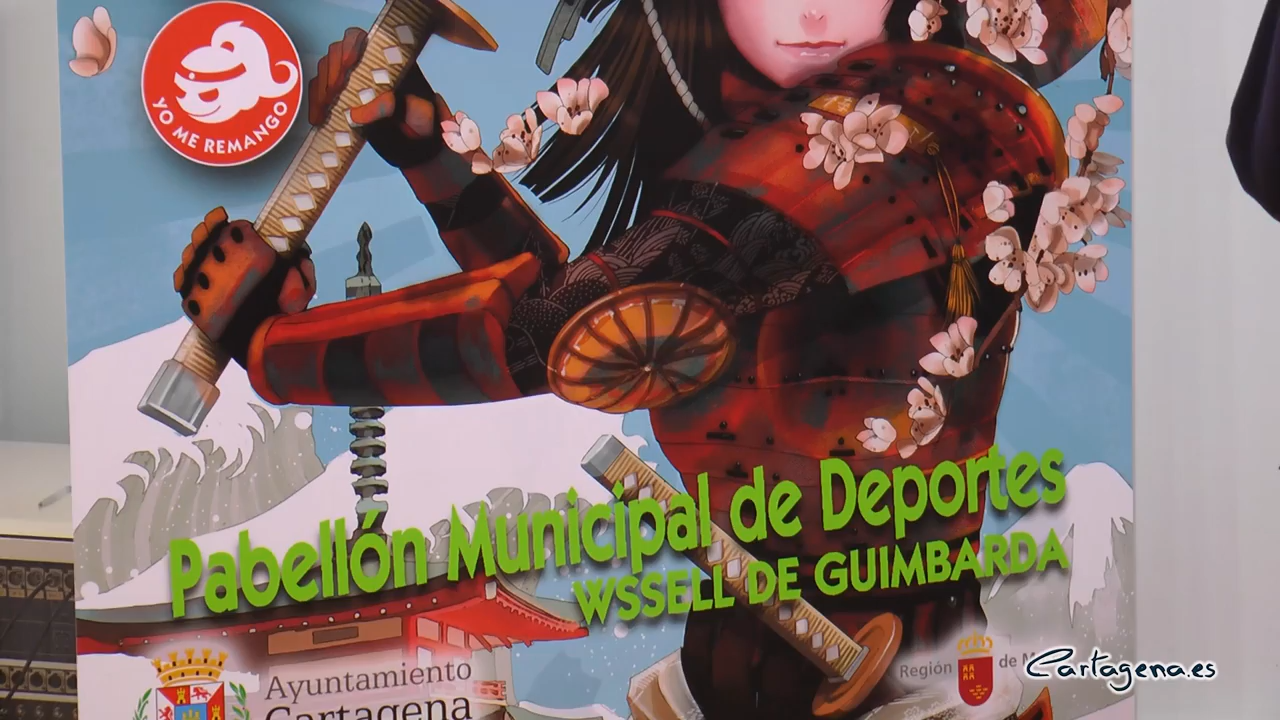 YO ME REMANGO
Pabellón Municipal de Deportes
WSSELL DE GUIMBARDA
Ayuntamiento
Cartagena
Región de
Cartagena.es